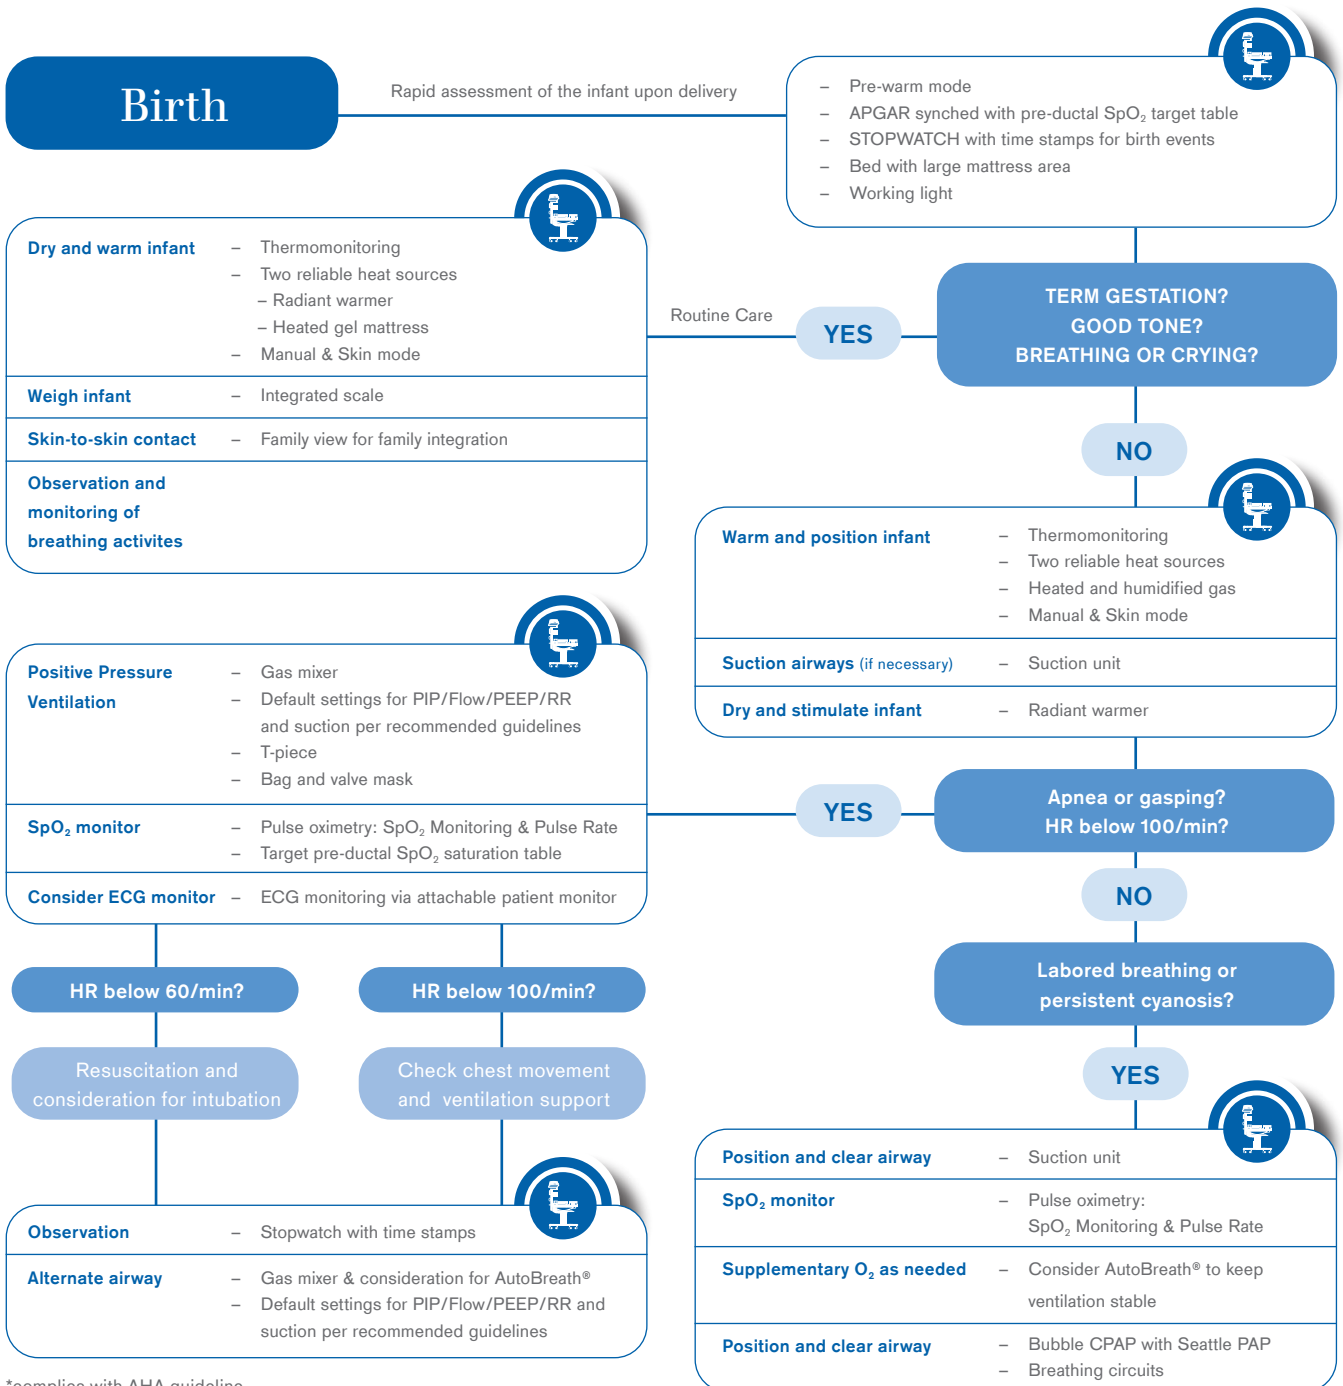 Birth
Rapid assessment of the infant upon delivery
– Pre-warm mode
– APGAR synched with pre-ductal SpO₂ target table
– STOPWATCH with time stamps for birth events
– Bed with large mattress area
– Working light
Dry and warm infant – Thermomonitoring
– Two reliable heat sources
– Radiant warmer
– Heated gel mattress
– Manual & Skin mode
Weigh infant – Integrated scale
Skin-to-skin contact – Family view for family integration
Observation and
monitoring of
breathing activites
Routine Care
YES
TERM GESTATION?
GOOD TONE?
BREATHING OR CRYING?
NO
Warm and position infant – Thermomonitoring
– Two reliable heat sources
– Heated and humidified gas
– Manual & Skin mode
Suction airways (if necessary) – Suction unit
Dry and stimulate infant – Radiant warmer
Positive Pressure – Gas mixer
Ventilation – Default settings for PIP/Flow/PEEP/RR
and suction per recommended guidelines
– T-piece
– Bag and valve mask
SpO₂ monitor – Pulse oximetry: SpO₂ Monitoring & Pulse Rate
– Target pre-ductal SpO₂ saturation table
Consider ECG monitor – ECG monitoring via attachable patient monitor
YES
Apnea or gasping?
HR below 100/min?
NO
Labored breathing or
persistent cyanosis?
YES
HR below 60/min?
HR below 100/min?
Resuscitation and
consideration for intubation
Check chest movement
and ventilation support
Observation – Stopwatch with time stamps
Alternate airway – Gas mixer & consideration for AutoBreath®
– Default settings for PIP/Flow/PEEP/RR and
suction per recommended guidelines
Position and clear airway – Suction unit
SpO₂ monitor – Pulse oximetry:
SpO₂ Monitoring & Pulse Rate
Supplementary O₂ as needed – Consider AutoBreath® to keep
ventilation stable
Position and clear airway – Bubble CPAP with Seattle PAP
– Breathing circuits
*complies with AHA guideline